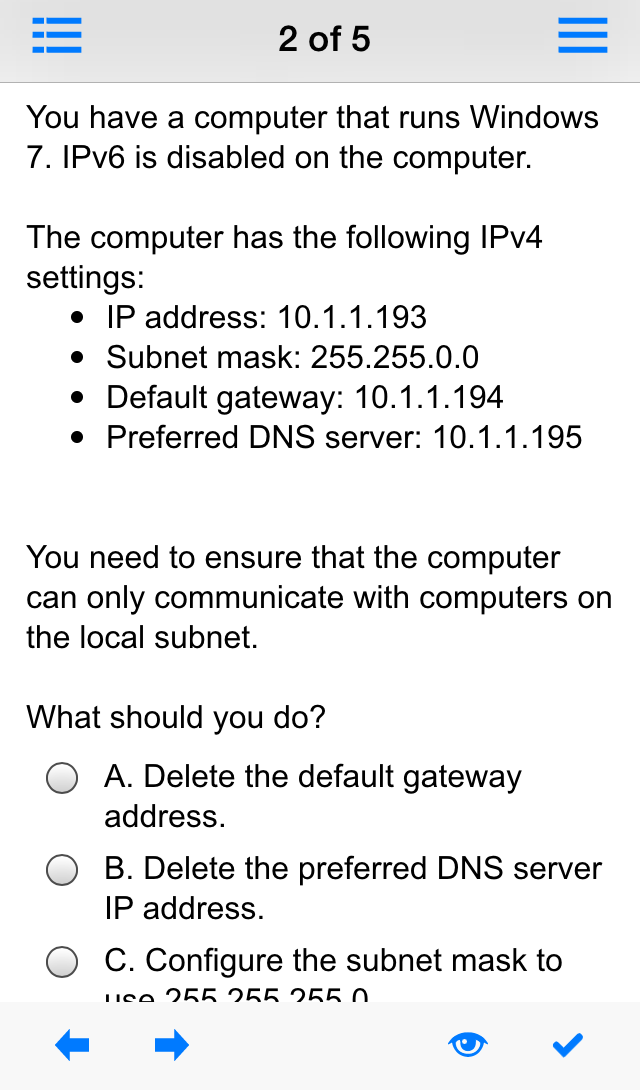 2 of 5
You have a computer that runs Windows
7. IPv6 is disabled on the computer.
The computer has the following IPv4
settings:
• IP address: 10.1.1.193
• Subnet mask: 255.255.0.0
• Default gateway: 10.1.1.194
• Preferred DNS server: 10.1.1.195
You need to ensure that the computer
can only communicate with computers on
the local subnet.
What should you do?
A. Delete the default gateway
address.
B. Delete the preferred DNS server
IP address.
C. Configure the subnet mask to
use 255.255.255.0